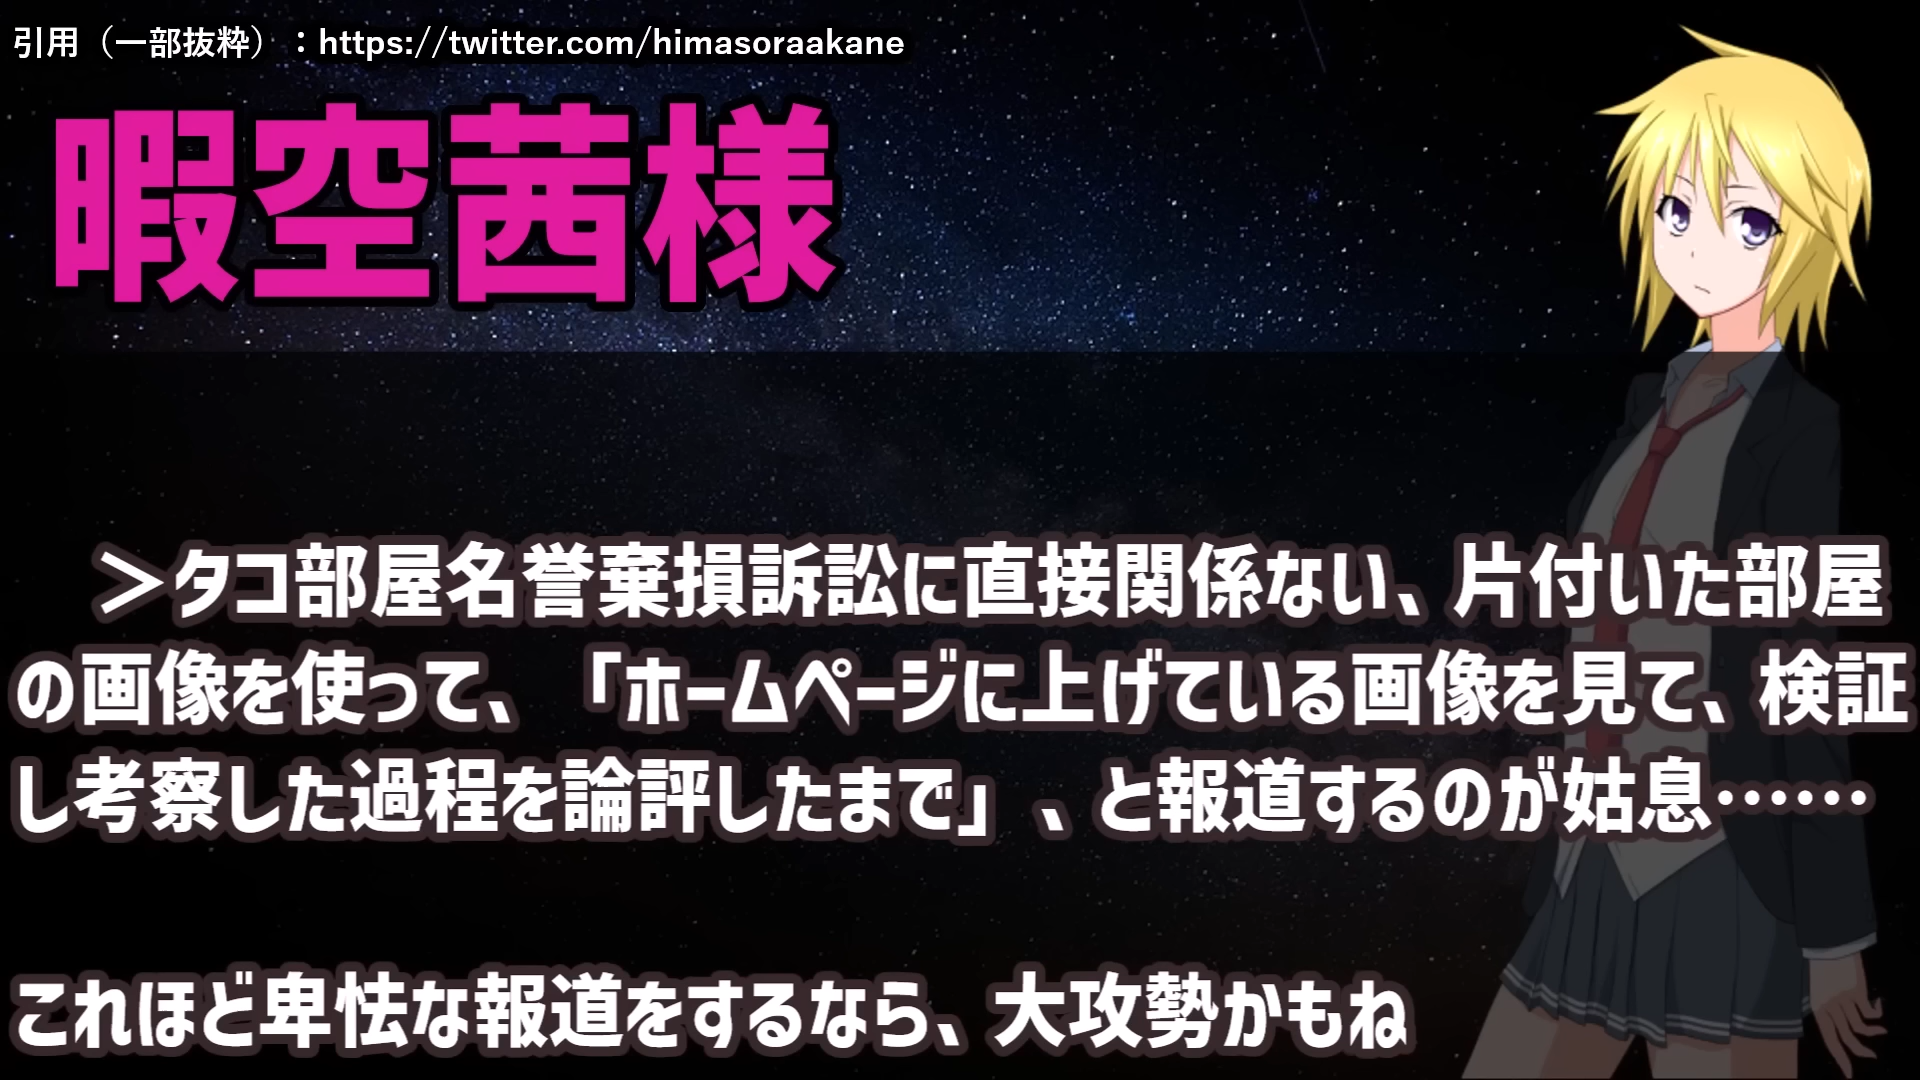 引用（一部抜粋）：https://twitter.com/himasoraakane
暇空茜様
＞タコ部屋名誉棄損訴訟に直接関係ない、片付いた部屋
の画像を使って、「ホームページに上げている画像を見て、検証
し考察した過程を論評したまで」、と報道するのが姑息……
これほど卑怯な報道をするなら、大攻勢かもね